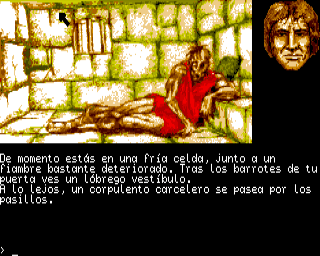 De momento estás en una fría celda, junto a un
fiambre bastante deteriorado. Tras los barrotes de tu
puerta ves un lóbrego vestíbulo.
A lo lejos, un corpulento carcelero se pasea por los
pasillos.
> _